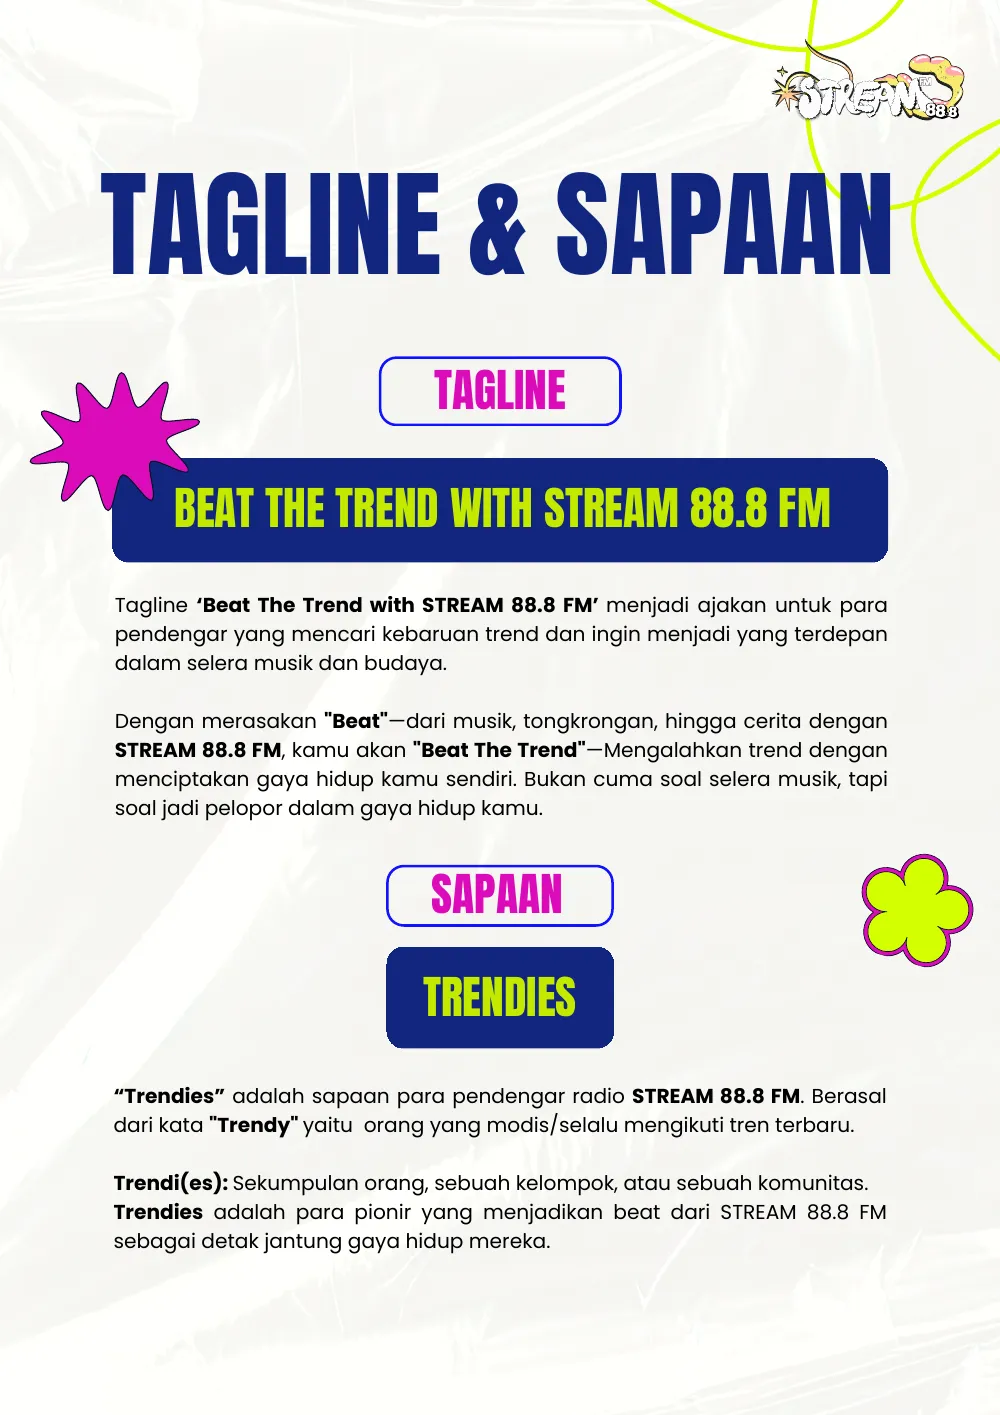 STREAM FM
88.8
TAGLINE & SAPAAN
TAGLINE
BEAT THE TREND WITH STREAM 88.8 FM
Tagline ‘Beat The Trend with STREAM 88.8 FM’ menjadi ajakan untuk para
pendengar yang mencari kebaruan trend dan ingin menjadi yang terdepan
dalam selera musik dan budaya.
Dengan merasakan "Beat"—dari musik, tongkrongan, hingga cerita dengan
STREAM 88.8 FM, kamu akan "Beat The Trend"—Mengalahkan trend dengan
menciptakan gaya hidup kamu sendiri. Bukan cuma soal selera musik, tapi
soal jadi pelopor dalam gaya hidup kamu.
SAPAAN
TRENDIES
“Trendies” adalah sapaan para pendengar radio STREAM 88.8 FM. Berasal
dari kata "Trendy" yaitu  orang yang modis/selalu mengikuti tren terbaru.
Trendi(es): Sekumpulan orang, sebuah kelompok, atau sebuah komunitas.
Trendies adalah para pionir yang menjadikan beat dari STREAM 88.8 FM
sebagai detak jantung gaya hidup mereka.